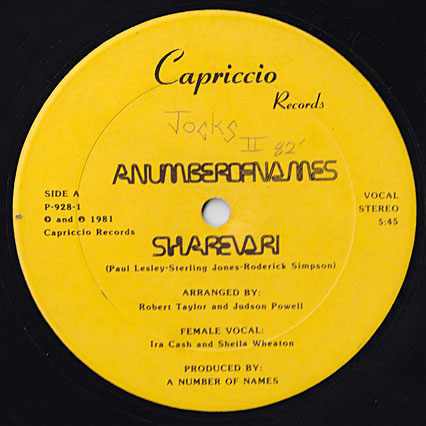 Capriccio
Records
Jocks II 82'
ANUMBEROFNAMES
SIDE A
P-928-1
© and ℗ 1981
Capriccio Records
VOCAL
STEREO
5:45
SHAREVARI
(Paul Lesley-Sterling Jones-Roderick Simpson)
ARRANGED BY:
Robert Taylor and Judson Powell
FEMALE VOCAL:
Ira Cash and Sheila Wheaton
PRODUCED BY:
A NUMBER OF NAMES